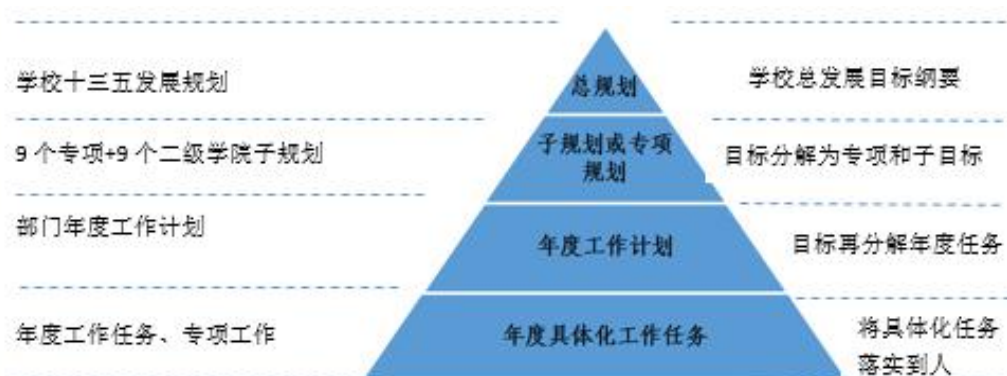 学校十三五发展规划
总规划
学校总发展目标纲要
9个专项+9个二级学院子规划
子规划或专项
规划
目标分解为专项和子目标
部门年度工作计划
年度工作计划
目标再分解年度任务
年度工作任务、专项工作
年度具体化工作任务
将具体化任务
落实到人